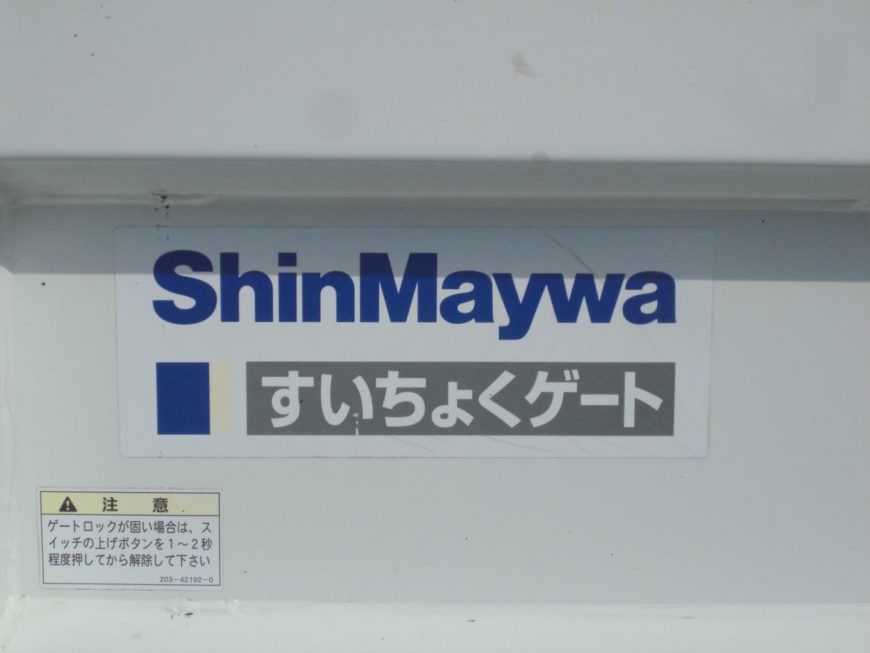 ShinMaywa
すいちょくゲート
注 意
ゲートロックが固い場合は、ス
イッチの上げボタンを1～2秒
程度押してから解除して下さい
203-42192-0